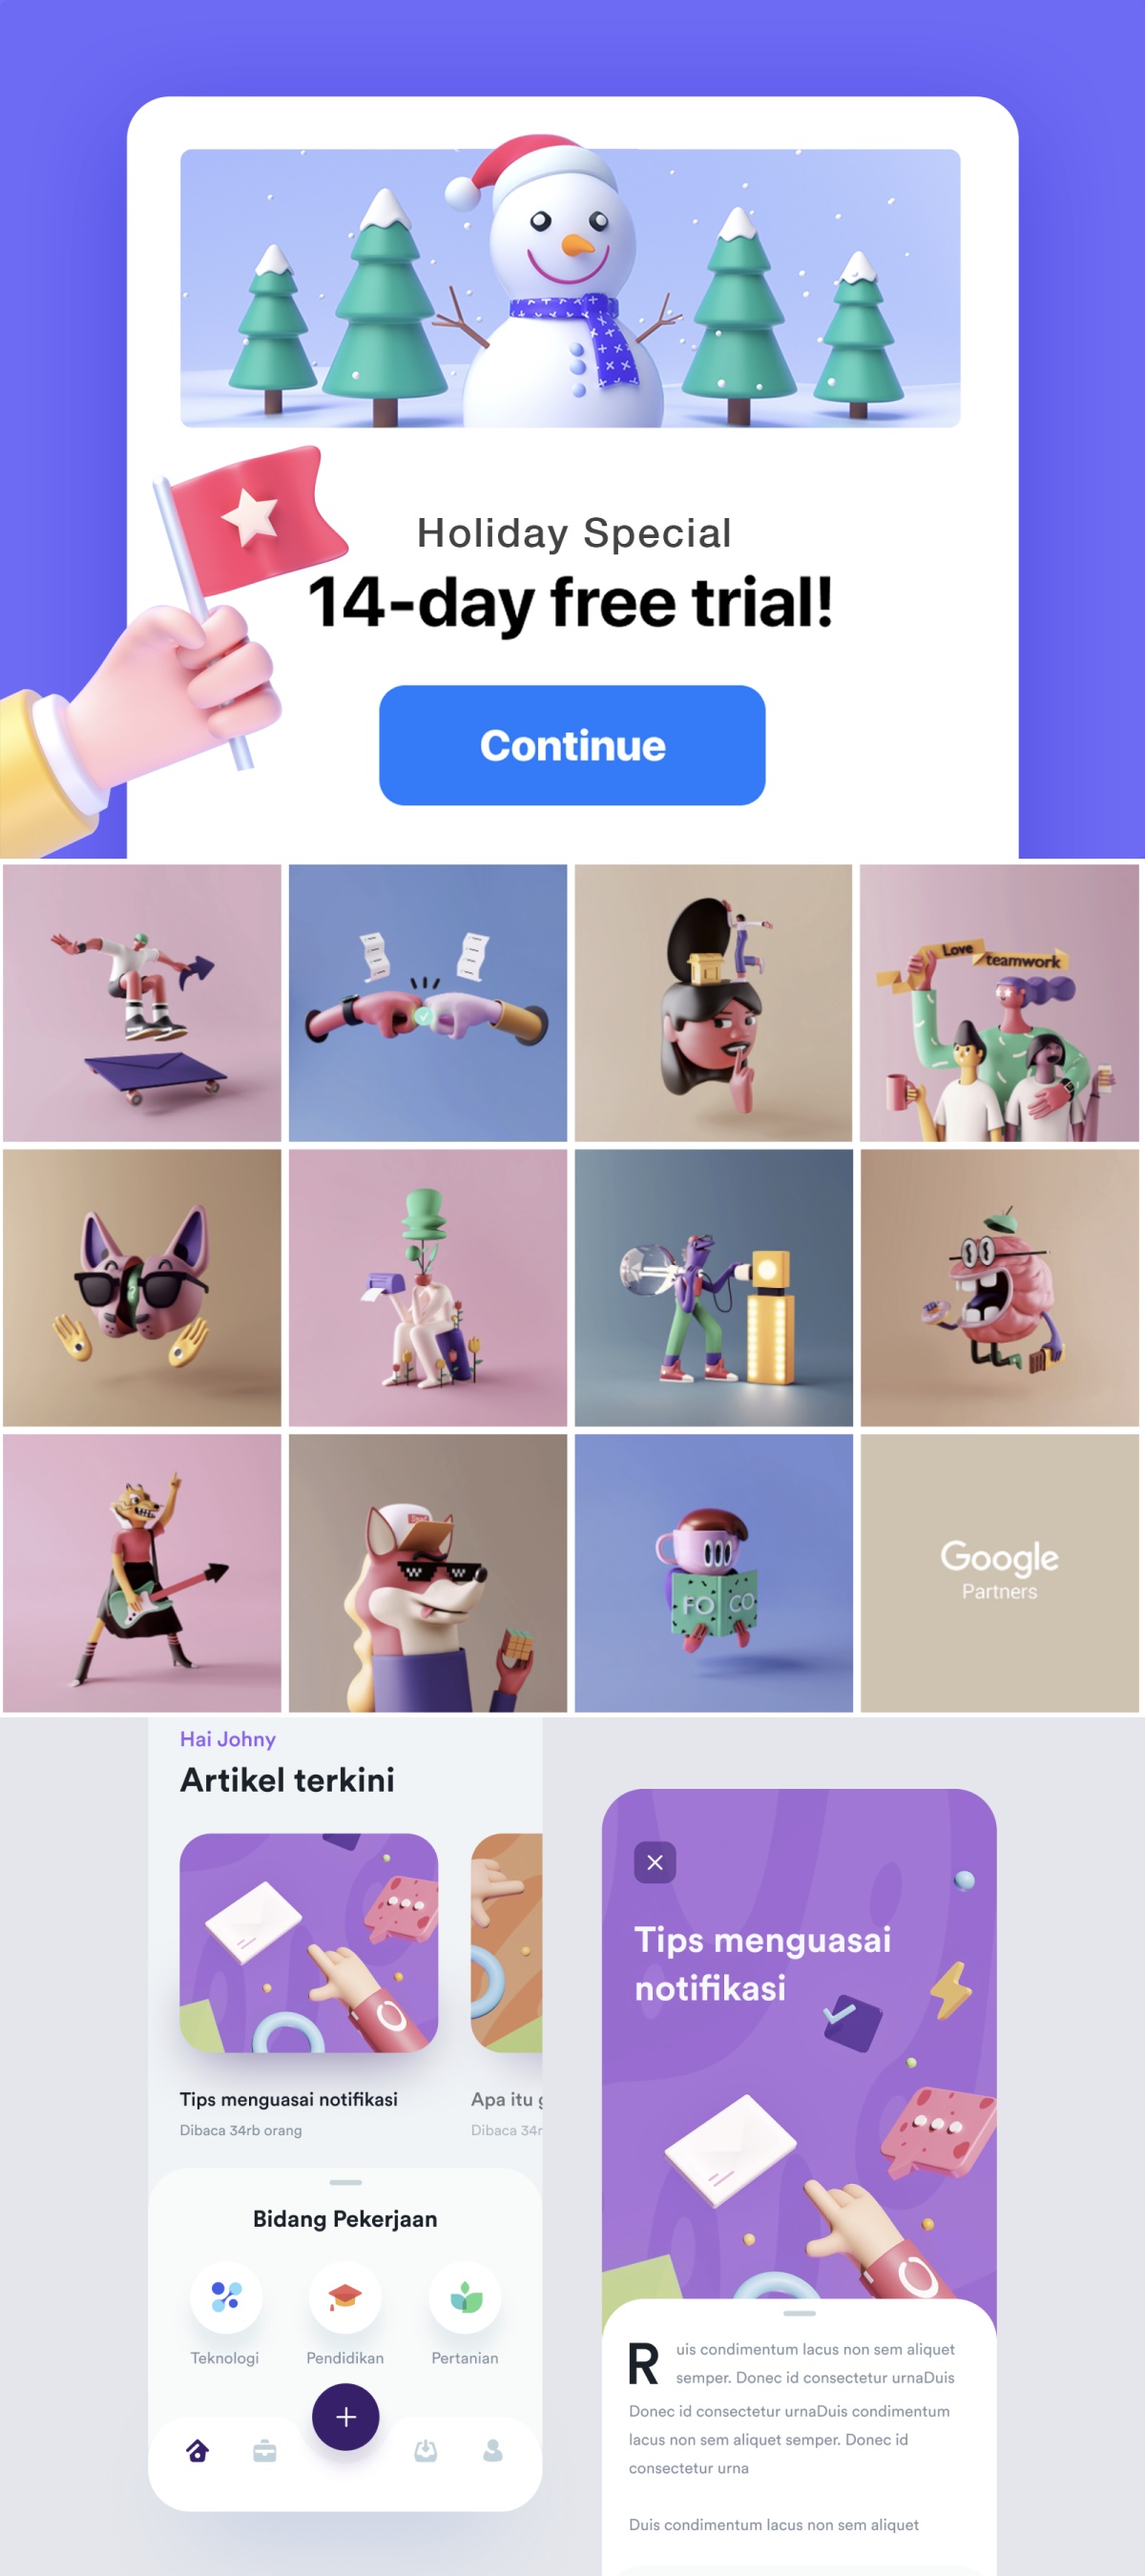 Holiday Special
14-day free trial!
Continue
Love
teamwork
FO CO
Google
Partners
Hai Johny
Artikel terkini
Tips menguasai notifikasi
Dibaca 34rb orang
Apa itu
Dibaca 34r
Bidang Pekerjaan
Teknologi
Pendidikan
Pertanian
Tips menguasai
notifikasi
R uis condimentum lacus non sem aliquet
semper. Donec id consectetur urnaDuis
Donec id consectetur urnaDuis condimentum
lacus non sem aliquet semper. Donec id
consectetur urna
Duis condimentum lacus non sem aliquet